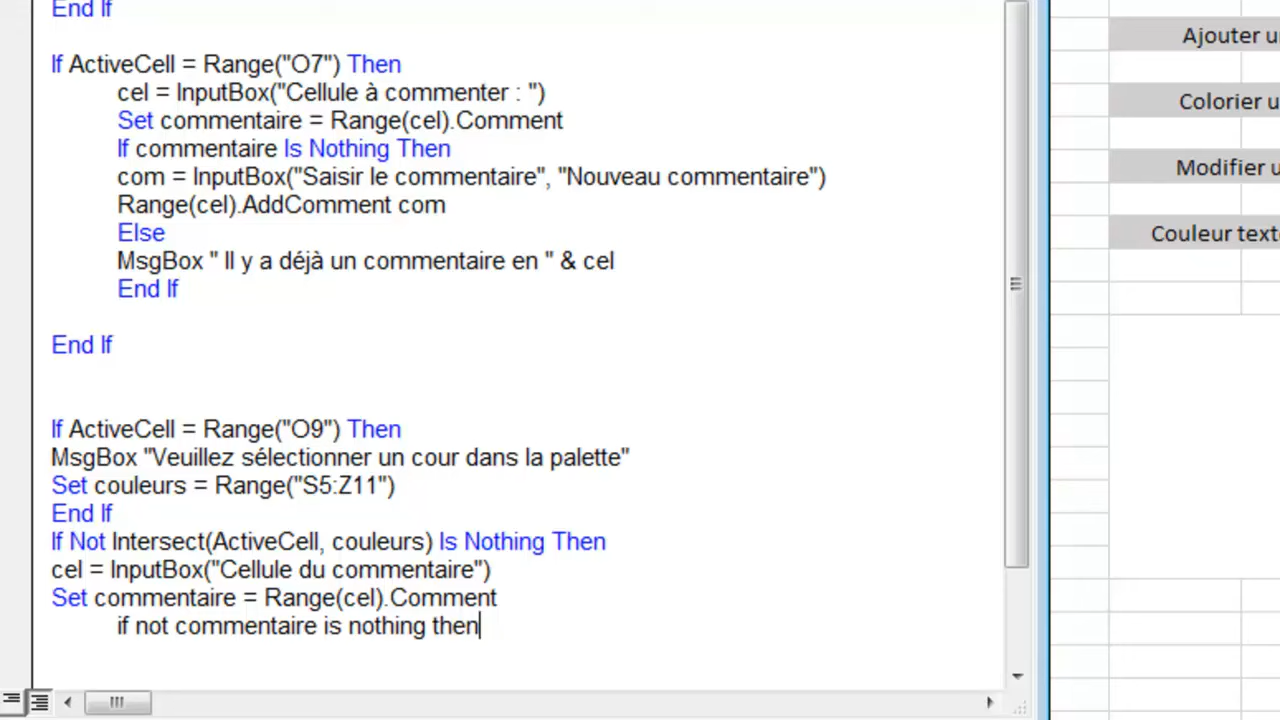 End If
If ActiveCell = Range("O7") Then
cel = InputBox("Cellule à commenter : ")
Set commentaire = Range(cel).Comment
If commentaire Is Nothing Then
com = InputBox("Saisir le commentaire", "Nouveau commentaire")
Range(cel).AddComment com
Else
MsgBox " Il y a déjà un commentaire en " & cel
End If
End If
If ActiveCell = Range("O9") Then
MsgBox "Veuillez sélectionner un cour dans la palette"
Set couleurs = Range("S5:Z11")
End If
If Not Intersect(ActiveCell, couleurs) Is Nothing Then
cel = InputBox("Cellule du commentaire")
Set commentaire = Range(cel).Comment
if not commentaire is nothing then
Ajouter u
Colorier u
Modifier u
Couleur text